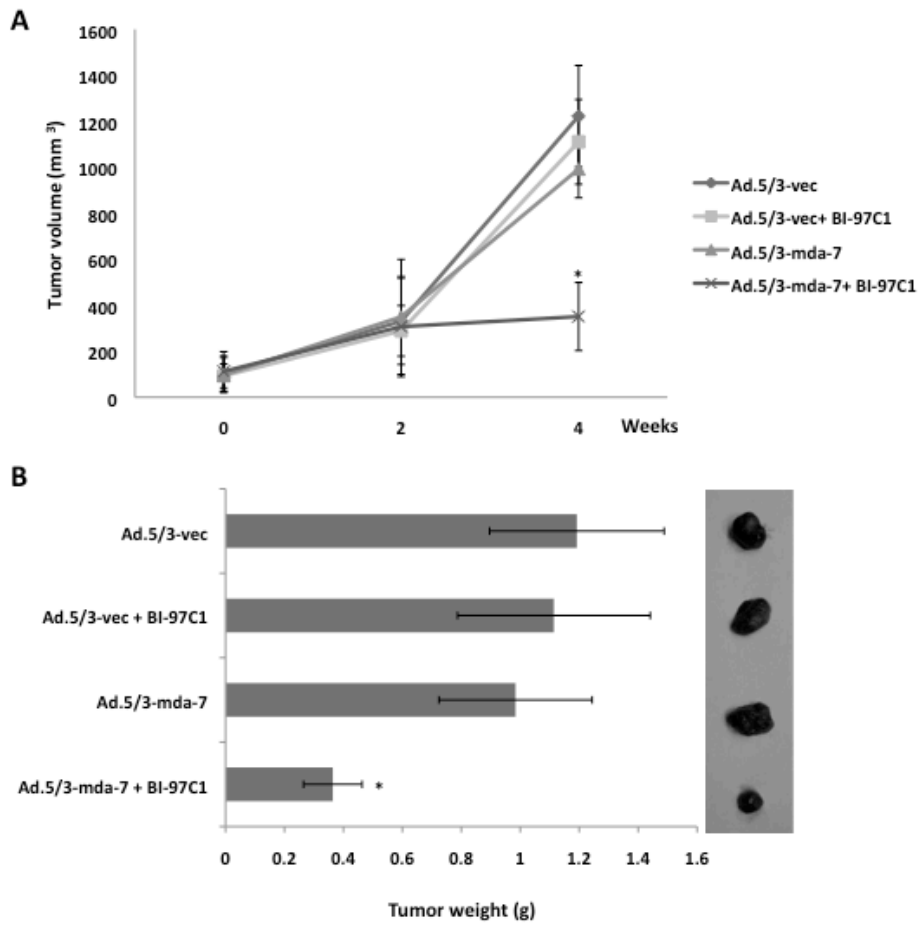 A
1600
1400
1200
1000
800
600
400
200
0
Tumor volume (mm ³)
*
0 2 4 Weeks
Ad.5/3-vec
Ad.5/3-vec+ BI-97C1
Ad.5/3-mda-7
Ad.5/3-mda-7+ BI-97C1
B
Ad.5/3-vec
Ad.5/3-vec + BI-97C1
Ad.5/3-mda-7
Ad.5/3-mda-7 + BI-97C1
*
0 0.2 0.4 0.6 0.8 1 1.2 1.4 1.6
Tumor weight (g)